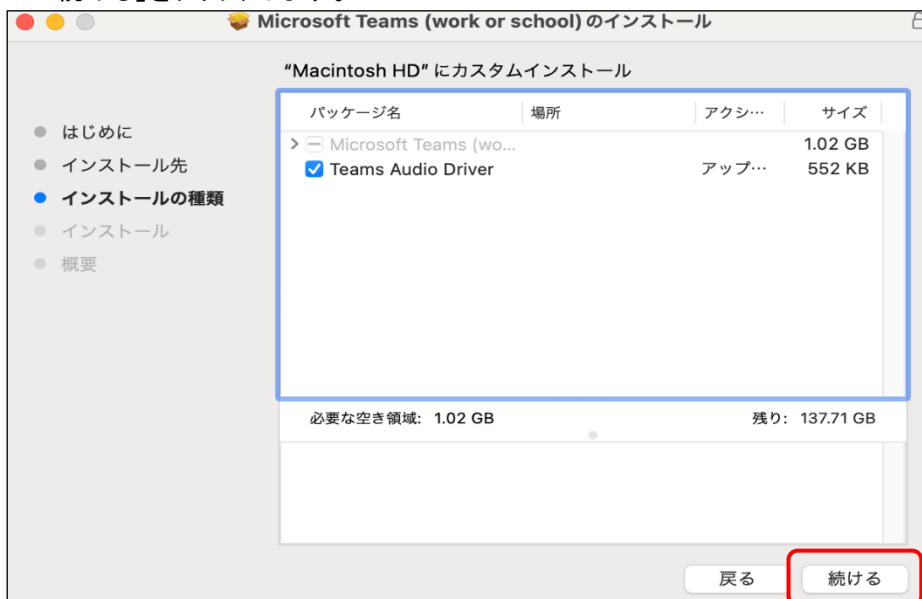 Microsoft Teams (work or school) のインストール
"Macintosh HD" にカスタムインストール
パッケージ名 場所 アクシ… サイズ
Microsoft Teams (wo... 1.02 GB
Teams Audio Driver アップ… 552 KB
はじめに
インストール先
インストールの種類
インストール
概要
必要な空き領域: 1.02 GB 残り: 137.71 GB
戻る 続ける